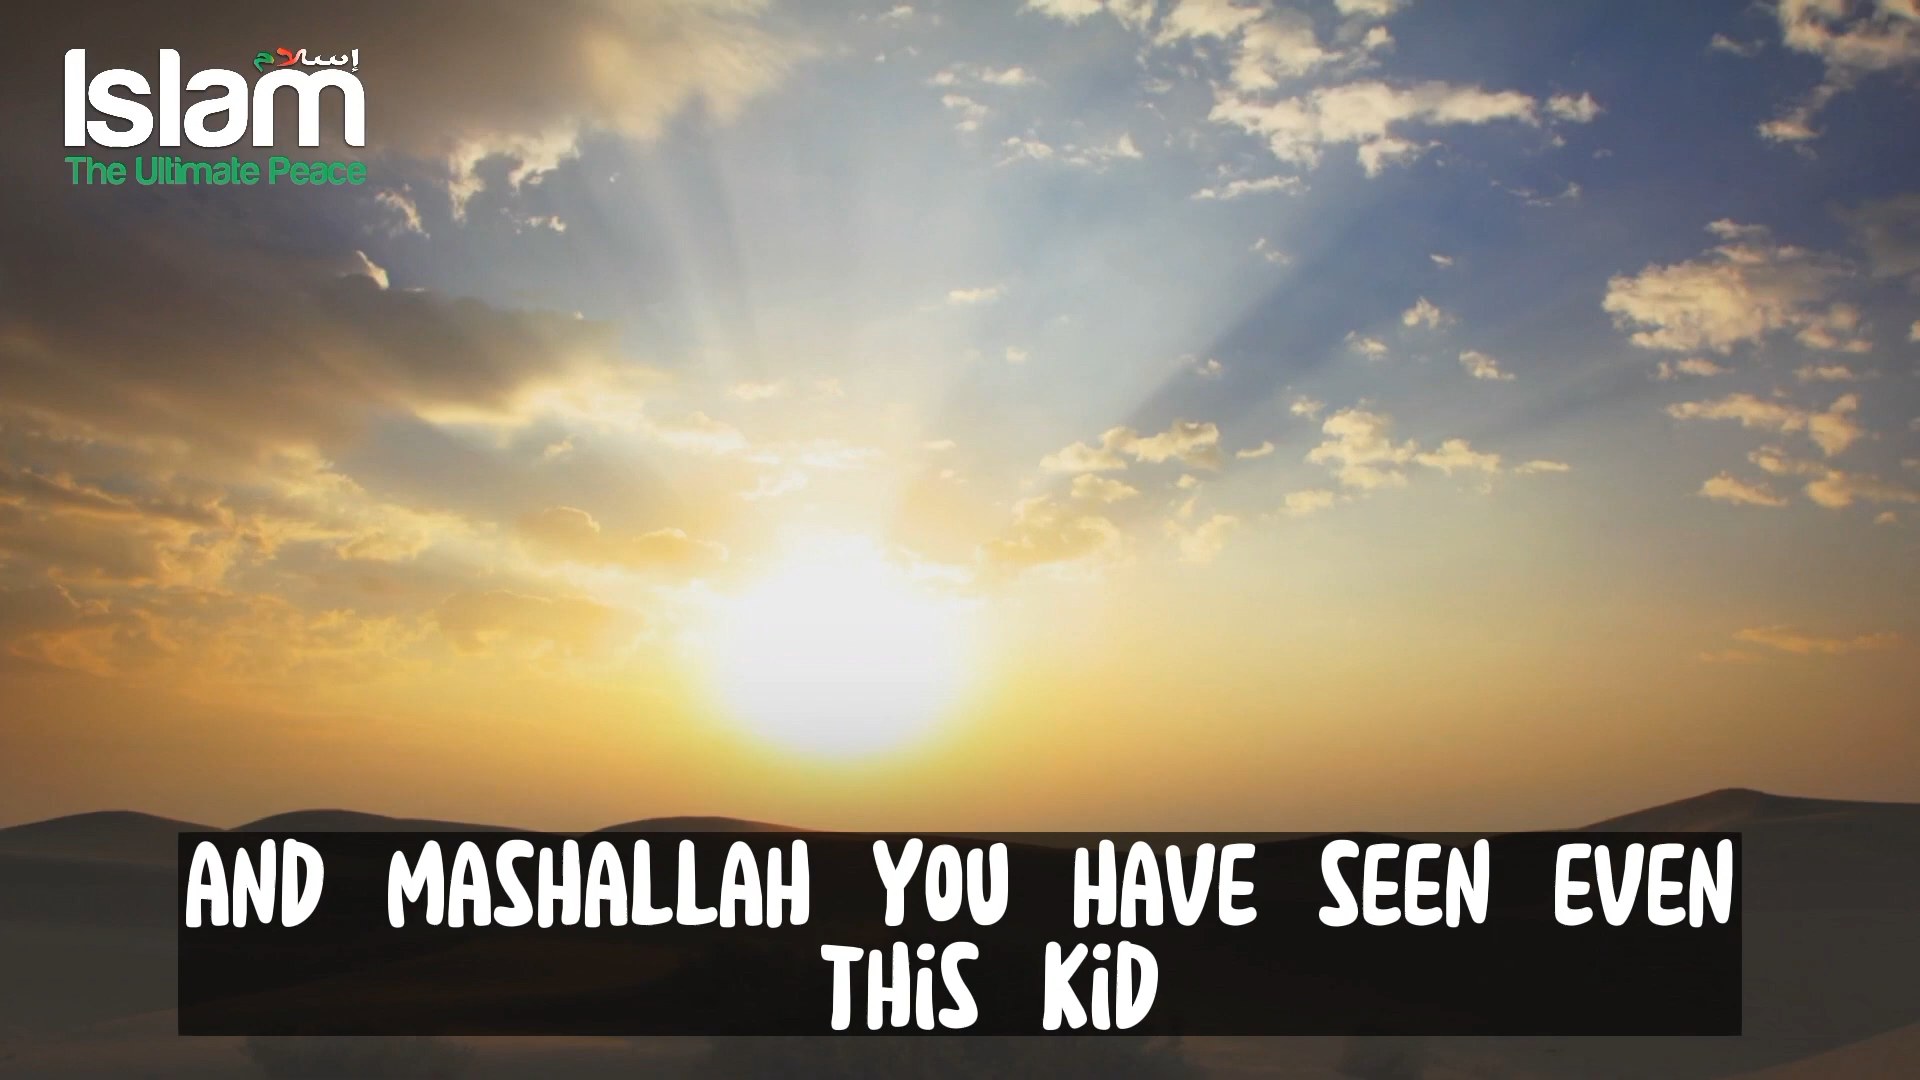 إسلام
Islam
The Ultimate Peace
AND MASHALLAH YOU HAVE SEEN EVEN
THiS KiD